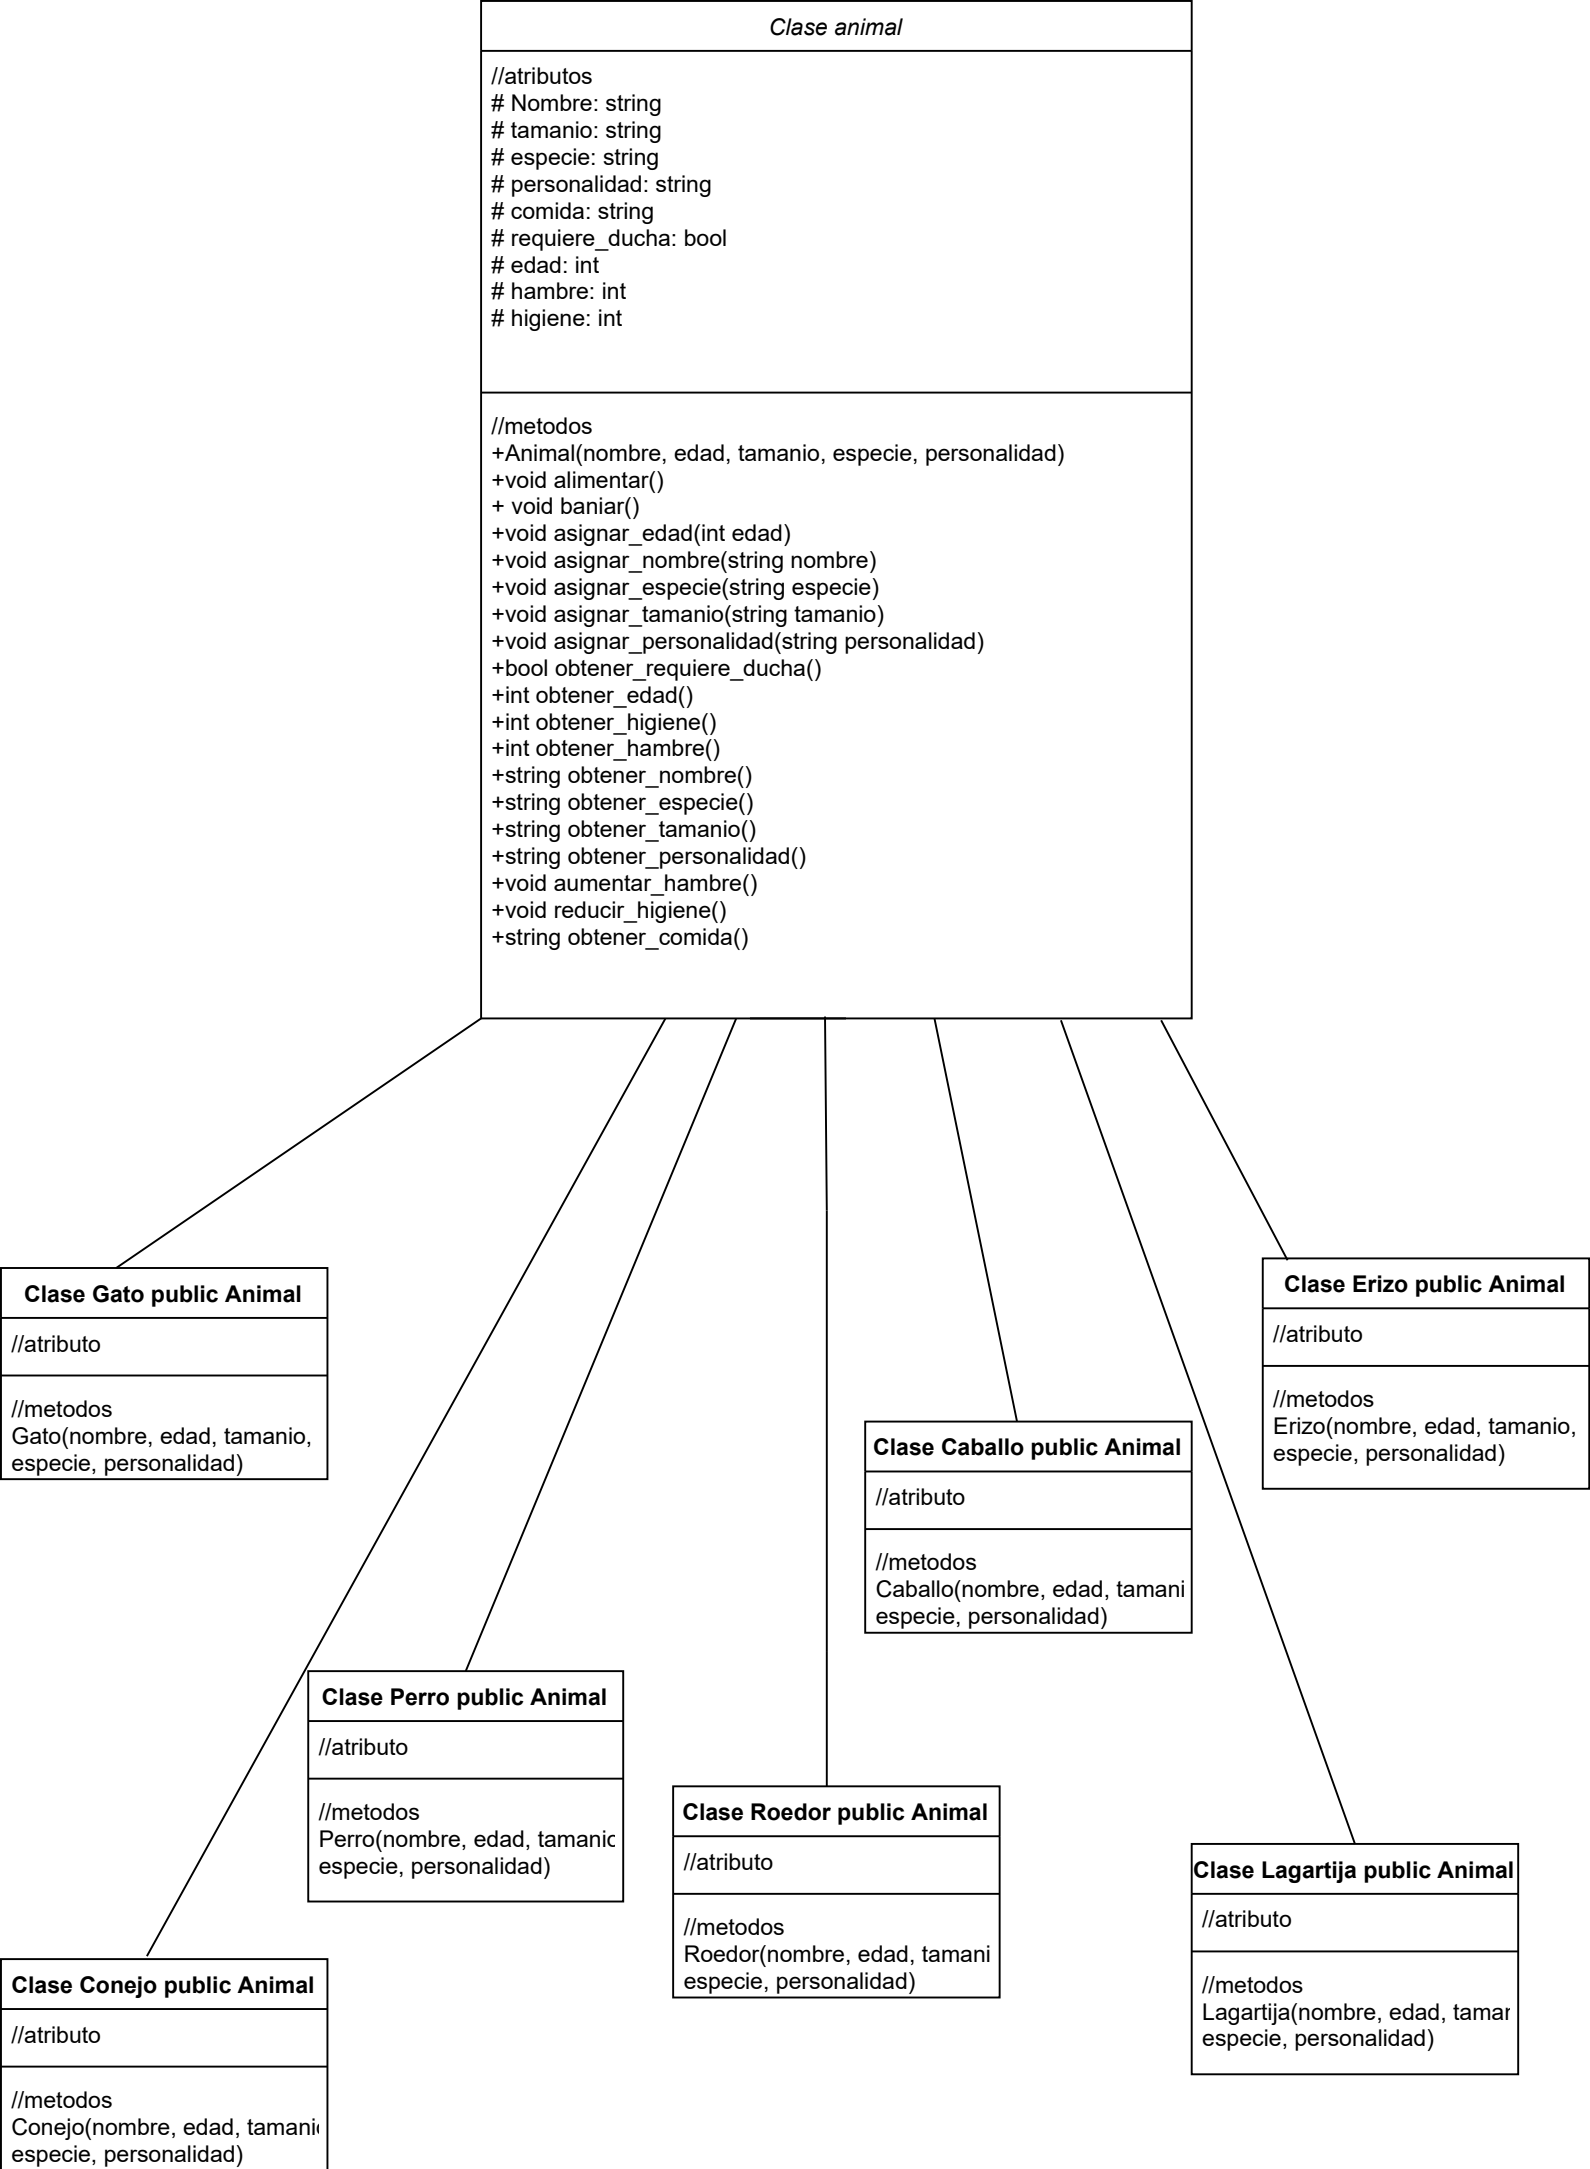 Clase animal
//atributos
# Nombre: string
# tamanio: string
# especie: string
# personalidad: string
# comida: string
# requiere_ducha: bool
# edad: int
# hambre: int
# higiene: int
//metodos
+Animal(nombre, edad, tamanio, especie, personalidad)
+void alimentar()
+ void baniar()
+void asignar_edad(int edad)
+void asignar_nombre(string nombre)
+void asignar_especie(string especie)
+void asignar_tamanio(string tamanio)
+void asignar_personalidad(string personalidad)
+bool obtener_requiere_ducha()
+int obtener_edad()
+int obtener_higiene()
+int obtener_hambre()
+string obtener_nombre()
+string obtener_especie()
+string obtener_tamanio()
+string obtener_personalidad()
+void aumentar_hambre()
+void reducir_higiene()
+string obtener_comida()
Clase Gato public Animal
//atributo
//metodos
Gato(nombre, edad, tamanio,
especie, personalidad)
Clase Erizo public Animal
//atributo
//metodos
Erizo(nombre, edad, tamanio,
especie, personalidad)
Clase Caballo public Animal
//atributo
//metodos
Caballo(nombre, edad, tamani
especie, personalidad)
Clase Perro public Animal
//atributo
//metodos
Perro(nombre, edad, tamanio
especie, personalidad)
Clase Roedor public Animal
//atributo
//metodos
Roedor(nombre, edad, tamani
especie, personalidad)
Clase Lagartija public Animal
//atributo
//metodos
Lagartija(nombre, edad, taman
especie, personalidad)
Clase Conejo public Animal
//atributo
//metodos
Conejo(nombre, edad, tamani
especie, personalidad)